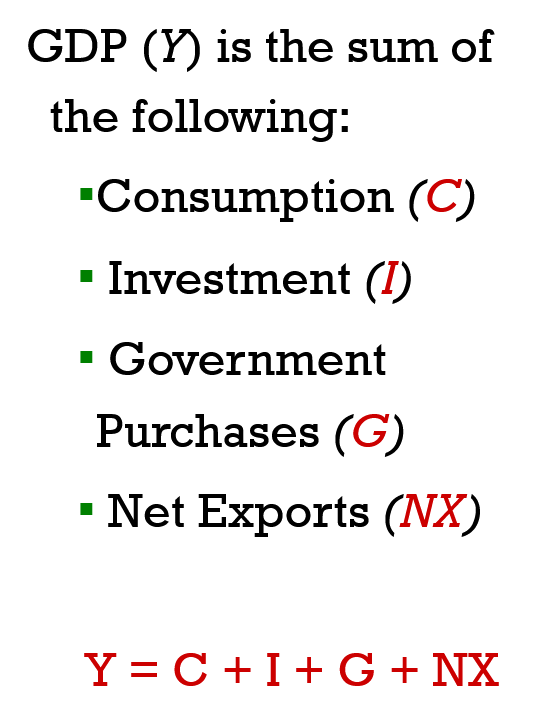 GDP (Y) is the sum of
the following:
▪Consumption (C)
▪ Investment (I)
▪ Government
Purchases (G)
▪ Net Exports (NX)
Y = C + I + G + NX